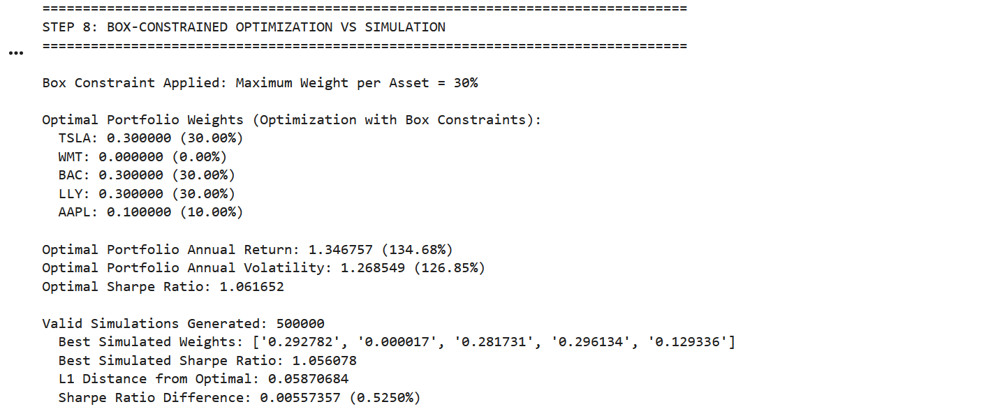 ================================================================================
STEP 8: BOX-CONSTRAINED OPTIMIZATION VS SIMULATION
================================================================================
Box Constraint Applied: Maximum Weight per Asset = 30%
Optimal Portfolio Weights (Optimization with Box Constraints):
TSLA: 0.300000 (30.00%)
WMT: 0.000000 (0.00%)
BAC: 0.300000 (30.00%)
LLY: 0.300000 (30.00%)
AAPL: 0.100000 (10.00%)
Optimal Portfolio Annual Return: 1.346757 (134.68%)
Optimal Portfolio Annual Volatility: 1.268549 (126.85%)
Optimal Sharpe Ratio: 1.061652
Valid Simulations Generated: 500000
Best Simulated Weights: ['0.292782', '0.000017', '0.281731', '0.296134', '0.129336']
Best Simulated Sharpe Ratio: 1.056078
L1 Distance from Optimal: 0.05870684
Sharpe Ratio Difference: 0.00557357 (0.5250%)